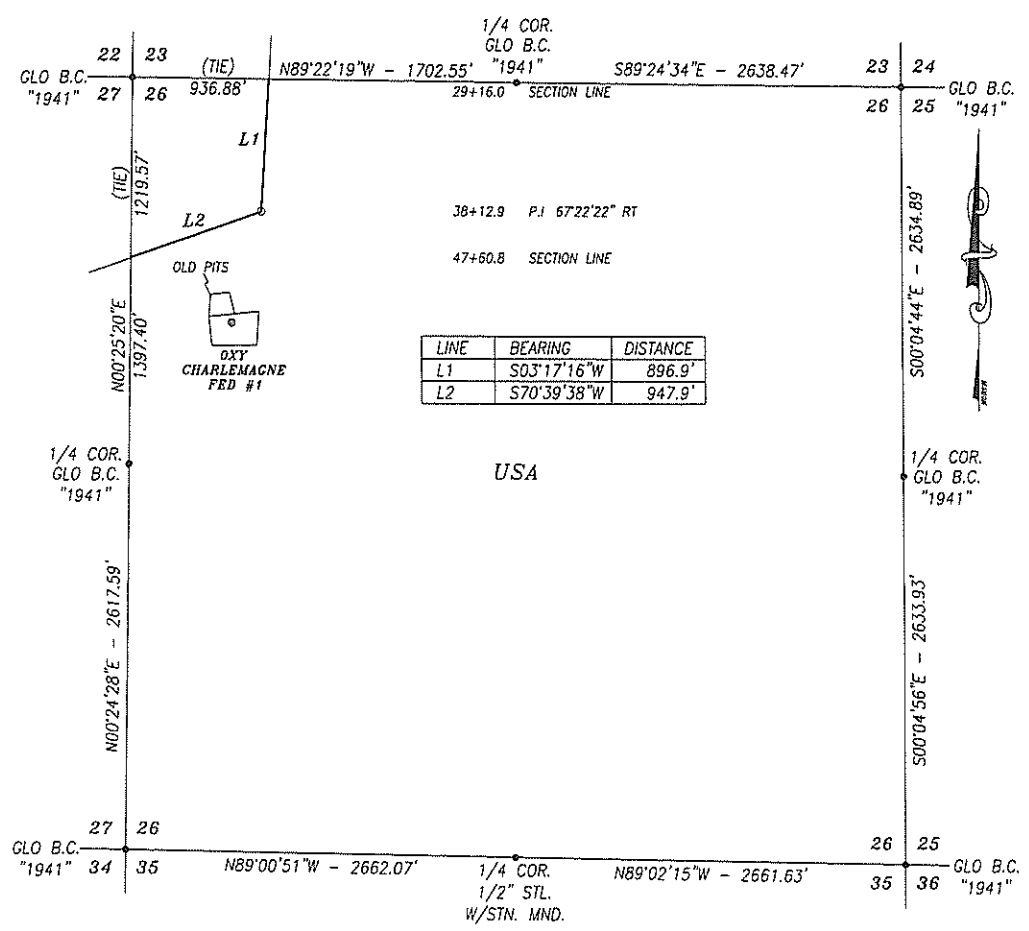 1/4 COR.
GLO B.C.
"1941"
22 23
(TIE)
936.88'
N89°22'19"W - 1702.55'
S89°24'34"E - 2638.47'
23 24
GLO B.C.
"1941"
27 26
29+16.0 SECTION LINE
26 25
GLO B.C.
"1941"
L1
(TIE)
1219.57'
L2
38+12.9 P.I 67°22'22" RT
47+60.8 SECTION LINE
S00°04'44"E - 2634.89'
OLD PITS
OXY
CHARLEMAGNE
FED #1
N00°25'20"E
1397.40'
LINE BEARING DISTANCE
L1 S03°17'16"W 896.9'
L2 S70°39'38"W 947.9'
NORTH
1/4 COR.
GLO B.C.
"1941"
USA
1/4 COR.
GLO B.C.
"1941"
N00°24'28"E - 2617.59'
S00°04'56"E - 2633.93'
27 26
GLO B.C.
"1941"
34 35
N89°00'51"W - 2662.07'
1/4 COR.
1/2" STL.
W/STN. MND.
N89°02'15"W - 2661.63'
26 25
35 36
GLO B.C.
"1941"